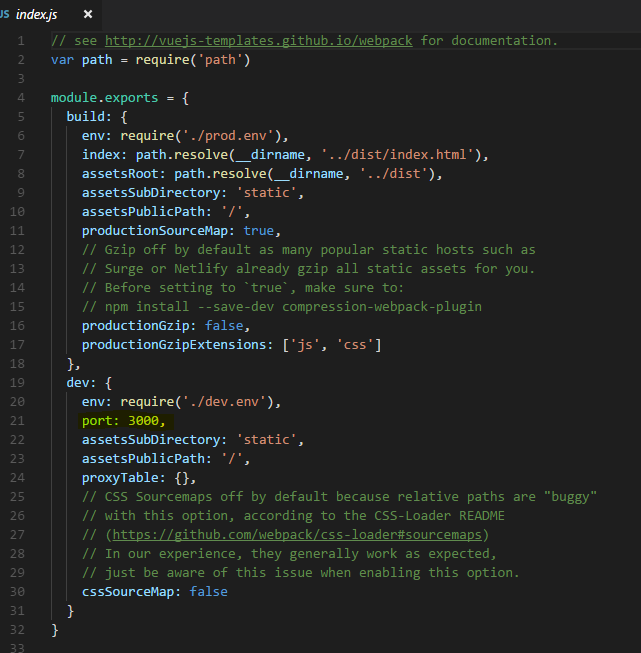 JS index.js ×
1 // see http://vuejs-templates.github.io/webpack for documentation.
2 var path = require('path')
3
4 module.exports = {
5   build: {
6     env: require('./prod.env'),
7     index: path.resolve(__dirname, '../dist/index.html'),
8     assetsRoot: path.resolve(__dirname, '../dist'),
9     assetsSubDirectory: 'static',
10     assetsPublicPath: '/',
11     productionSourceMap: true,
12     // Gzip off by default as many popular static hosts such as
13     // Surge or Netlify already gzip all static assets for you.
14     // Before setting to `true`, make sure to:
15     // npm install --save-dev compression-webpack-plugin
16     productionGzip: false,
17     productionGzipExtensions: ['js', 'css']
18   },
19   dev: {
20     env: require('./dev.env'),
21     port: 3000,
22     assetsSubDirectory: 'static',
23     assetsPublicPath: '/',
24     proxyTable: {},
25     // CSS Sourcemaps off by default because relative paths are "buggy"
26     // with this option, according to the CSS-Loader README
27     // (https://github.com/webpack/css-loader#sourcemaps)
28     // In our experience, they generally work as expected,
29     // just be aware of this issue when enabling this option.
30     cssSourceMap: false
31   }
32 }
33